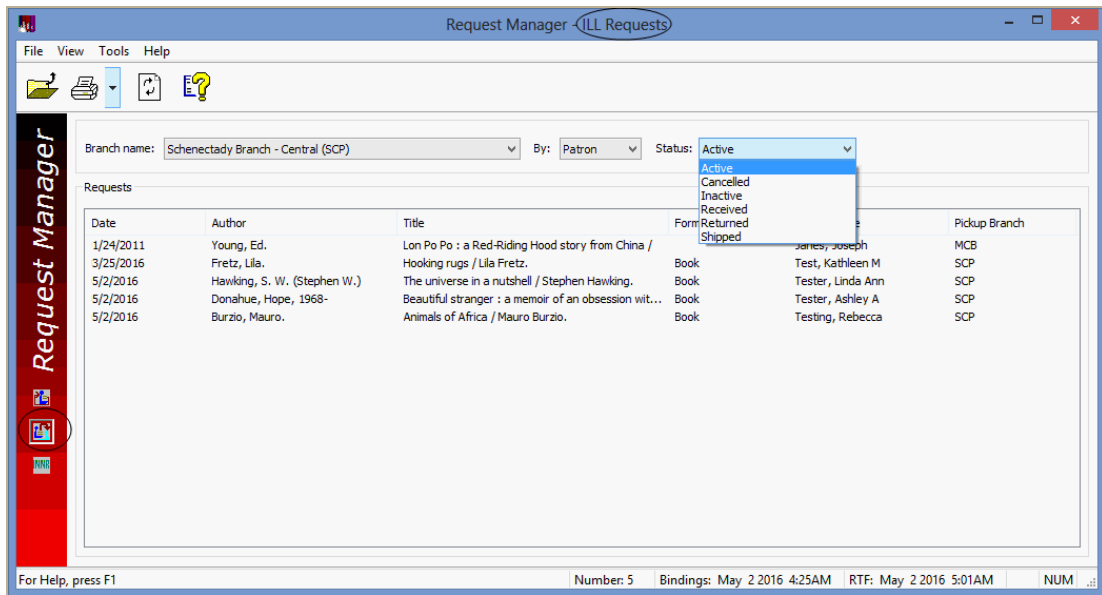 Request Manager - ILL Requests
File View Tools Help
Request Manager
Branch name: Schenectady Branch - Central (SCP) By: Patron Status: Active
Active
Cancelled
Inactive
Received
Returned
Shipped
Requests
Date Author Title Form Pickup Branch
1/24/2011 Young, Ed. Lon Po Po : a Red-Riding Hood story from China / Janes, Joseph MCB
3/25/2016 Fretz, Lila. Hooking rugs / Lila Fretz. Book Test, Kathleen M SCP
5/2/2016 Hawking, S. W. (Stephen W.) The universe in a nutshell / Stephen Hawking. Book Tester, Linda Ann SCP
5/2/2016 Donahue, Hope, 1968- Beautiful stranger : a memoir of an obsession wit... Book Tester, Ashley A SCP
5/2/2016 Burzio, Mauro. Animals of Africa / Mauro Burzio. Book Testing, Rebecca SCP
INNR
For Help, press F1 Number: 5 Bindings: May 2 2016 4:25AM RTF: May 2 2016 5:01AM NUM